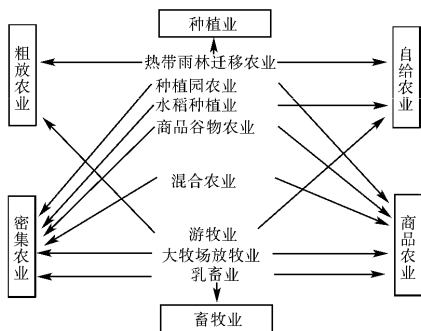 种植业
粗放农业
热带雨林迁移农业
自给农业
种植园农业
水稻种植业
商品谷物农业
混合农业
密集农业
商品农业
游牧业
大牧场放牧业
乳畜业
畜牧业